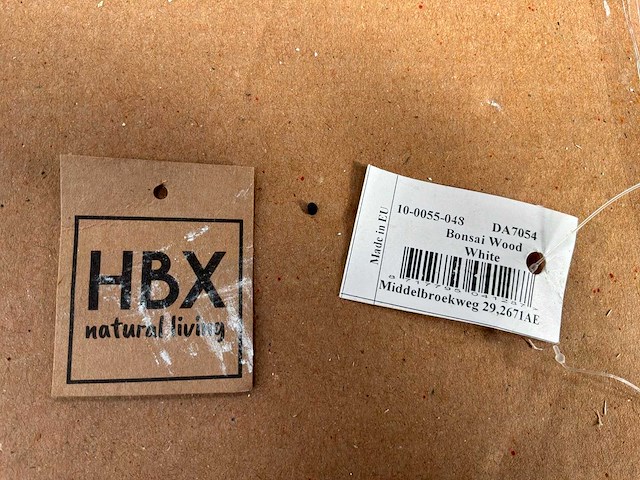 HBX
natural living
Made in EU
10-0055-048 DA7054
Bonsai Wood
White
Middelbroekweg 29,2671AE